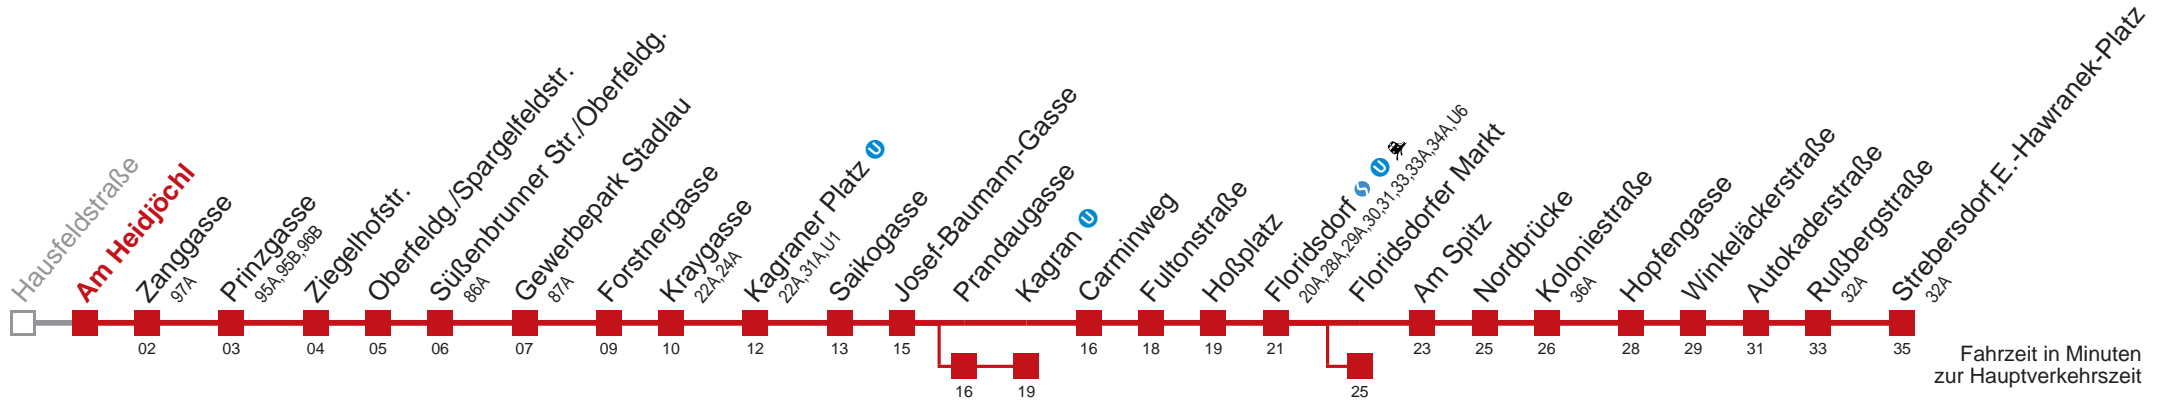 Hausfeldstraße
Am Heidjöchl
Zanggasse
97A
Prinzgasse
95A,95B,96B
Ziegelhofstr.
Oberfeldg./Spargelfeldstr.
Süßenbrunner Str./Oberfeldg.
86A
Gewerbepark Stadlau
87A
Forstnergasse
Kraygasse
22A,24A
Kagraner Platz U
22A,31A,U1
Saikogasse
Josef-Baumann-Gasse
Prandaugasse
Kagran U
Carminweg
Fultonstraße
Hoßplatz
Floridsdorf S U
20A,28A,29A,30,31,33,33A,34A,U6
Floridsdorfer Markt
Am Spitz
Nordbrücke
Koloniestraße
36A
Hopfengasse
Winkeläckerstraße
Autokaderstraße
Rußbergstraße
32A
Strebersdorf,E.-Hawranek-Platz
32A
02 03 04 05 06 07 09 10 12 13 15 16 18 19 21 23 25 26 28 29 31 33 35
16 19 25
Fahrzeit in Minuten
zur Hauptverkehrszeit